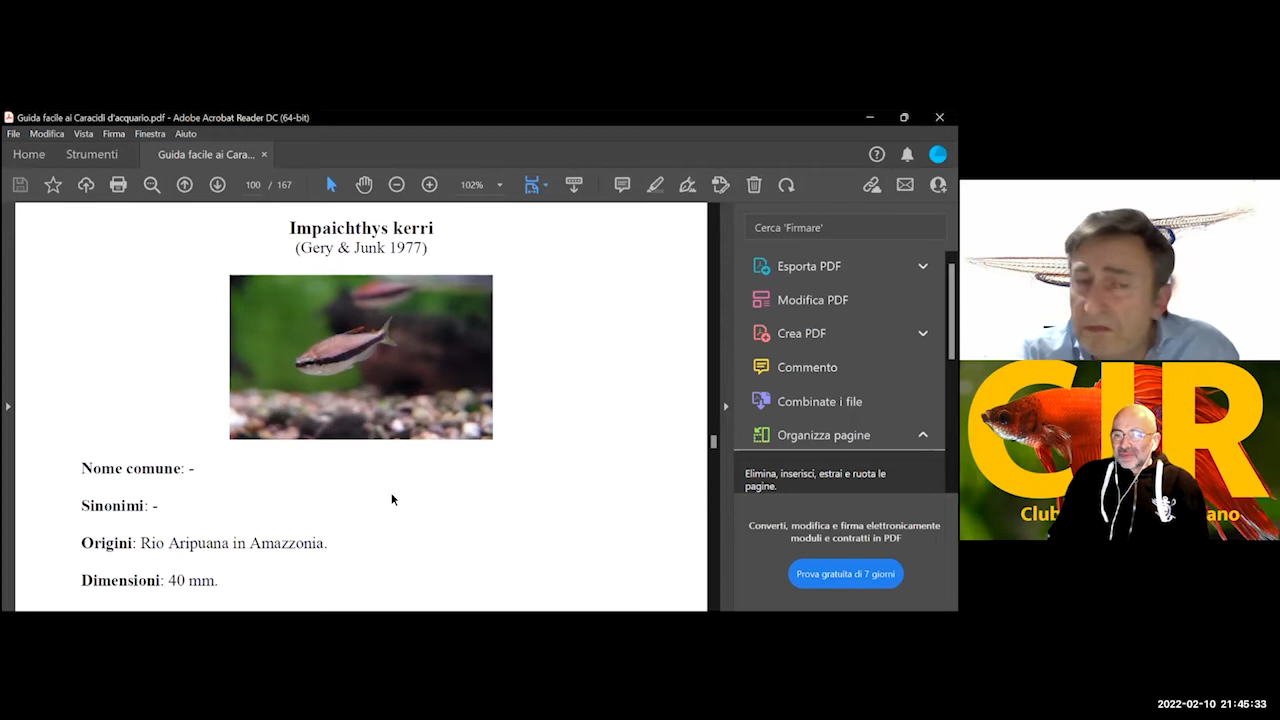 Guida facile ai Caracidi d'acquario.pdf - Adobe Acrobat Reader DC (64-bit)
File Modifica Vista Firma Finestra Aiuto
Home Strumenti Guida facile ai Cara... ×
100 / 167 102%
Impaichthys kerri
(Gery & Junk 1977)
Nome comune: -
Sinonimi: -
Origini: Rio Aripuana in Amazzonia.
Dimensioni: 40 mm.
Cerca 'Firmare'
Esporta PDF
Modifica PDF
Crea PDF
Commento
Combinate i file
Organizza pagine
Elimina, inserisci, estrai e ruota le
pagine.
Converti, modifica e firma elettronicamente
moduli e contratti in PDF
Prova gratuita di 7 giorni
CIR
2022-02-10 21:45:33